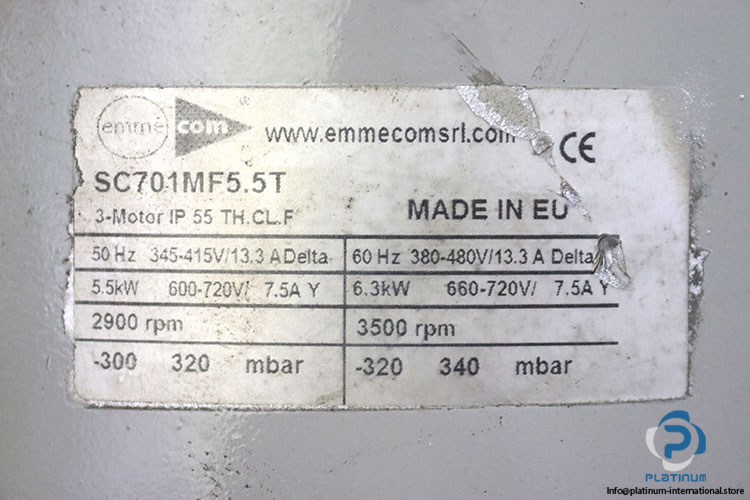 emme com ® www.emmecomsrl.com CE
SC701MF5.5T
3-Motor IP 55 TH.CL.F MADE IN EU
50 Hz 345-415V/13.3 A Delta 60 Hz 380-480V/13.3 A Delta
5.5kW 600-720V/ 7.5A Y 6.3kW 660-720V/ 7.5A Y
2900 rpm 3500 rpm
-300 320 mbar -320 340 mbar
PLATINUM
Info@platinum-international.store